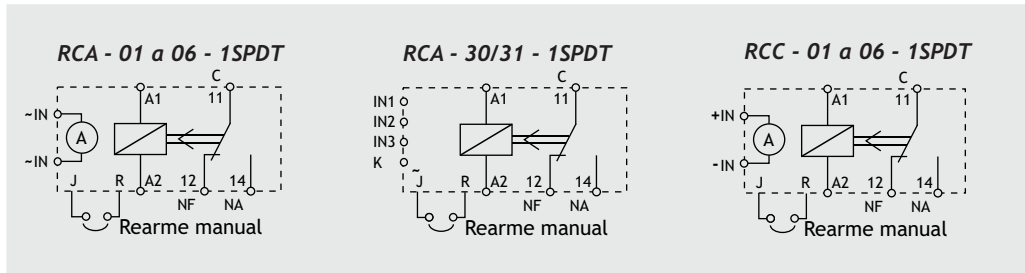 RCA - 01 a 06 - 1SPDT
C
A1
11
~IN
A
~IN
J
R
A2
12
14
NF
NA
Rearme manual
RCA - 30/31 - 1SPDT
C
A1
11
IN1
IN2
IN3
K
~
J
R
A2
12
14
NF
NA
Rearme manual
RCC - 01 a 06 - 1SPDT
C
A1
11
+IN
A
-IN
J
R
A2
12
14
NF
NA
Rearme manual